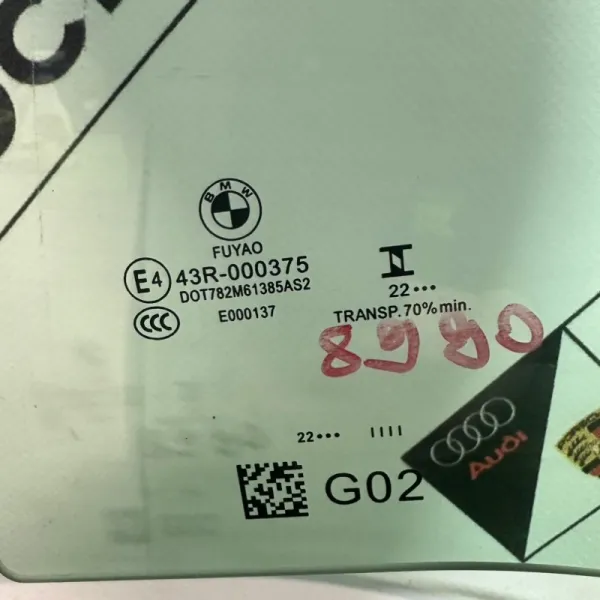 BMW
FUYAO
E4 43R-000375
DOT782M61385AS2
CCC E000137
22•••
TRANSP.70%min.
8980
22••• IIII
G02
Audi